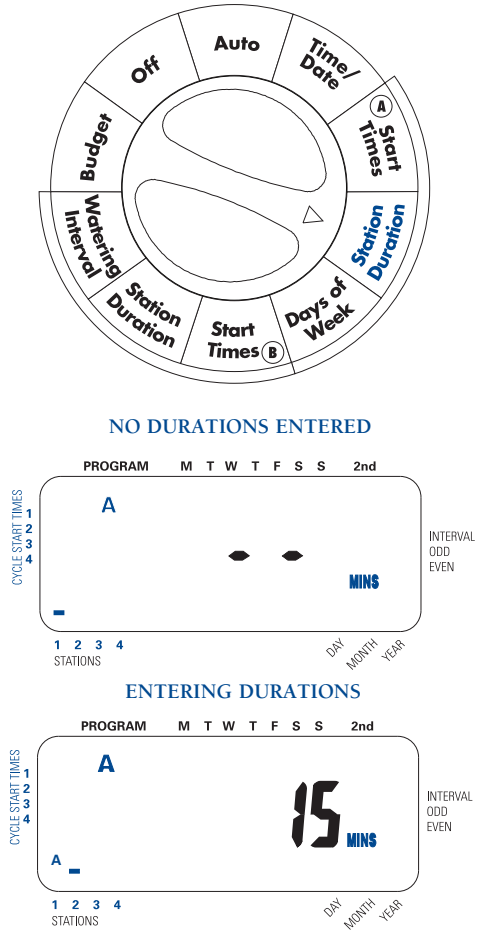 Auto
Time/
Date
A
Start
Times
Station
Duration
Days of
Week
Start
Times B
Station
Duration
Watering
Interval
Budget
Off
NO DURATIONS ENTERED
PROGRAM M T W T F S S 2nd
CYCLE START TIMES
1
2
3
4
A
MINS
INTERVAL
ODD
EVEN
1 2 3 4
STATIONS
DAY
MONTH
YEAR
ENTERING DURATIONS
PROGRAM M T W T F S S 2nd
CYCLE START TIMES
1
2
3
4
A
15 MINS
INTERVAL
ODD
EVEN
A
1 2 3 4
STATIONS
DAY
MONTH
YEAR